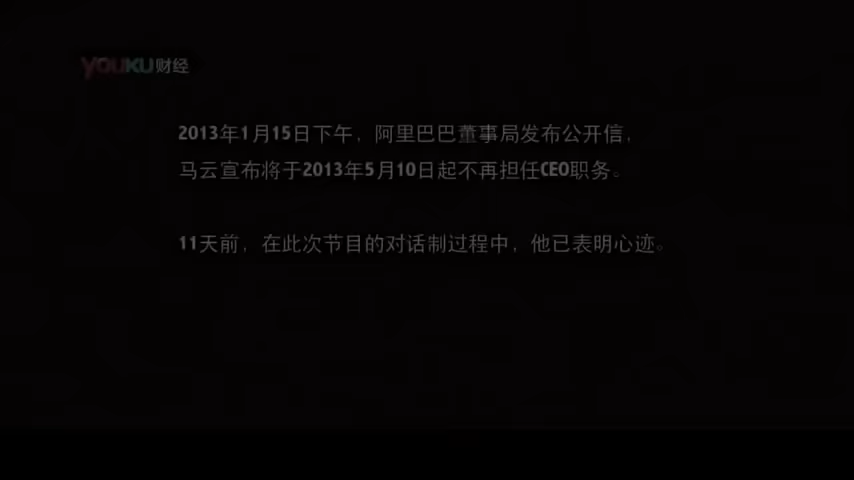 YOUKU财经
2013年1月15日下午，阿里巴巴董事局发布公开信，
马云宣布将于2013年5月10日起不再担任CEO职务。
11天前，在此次节目的对话制过程中，他已表明心迹。